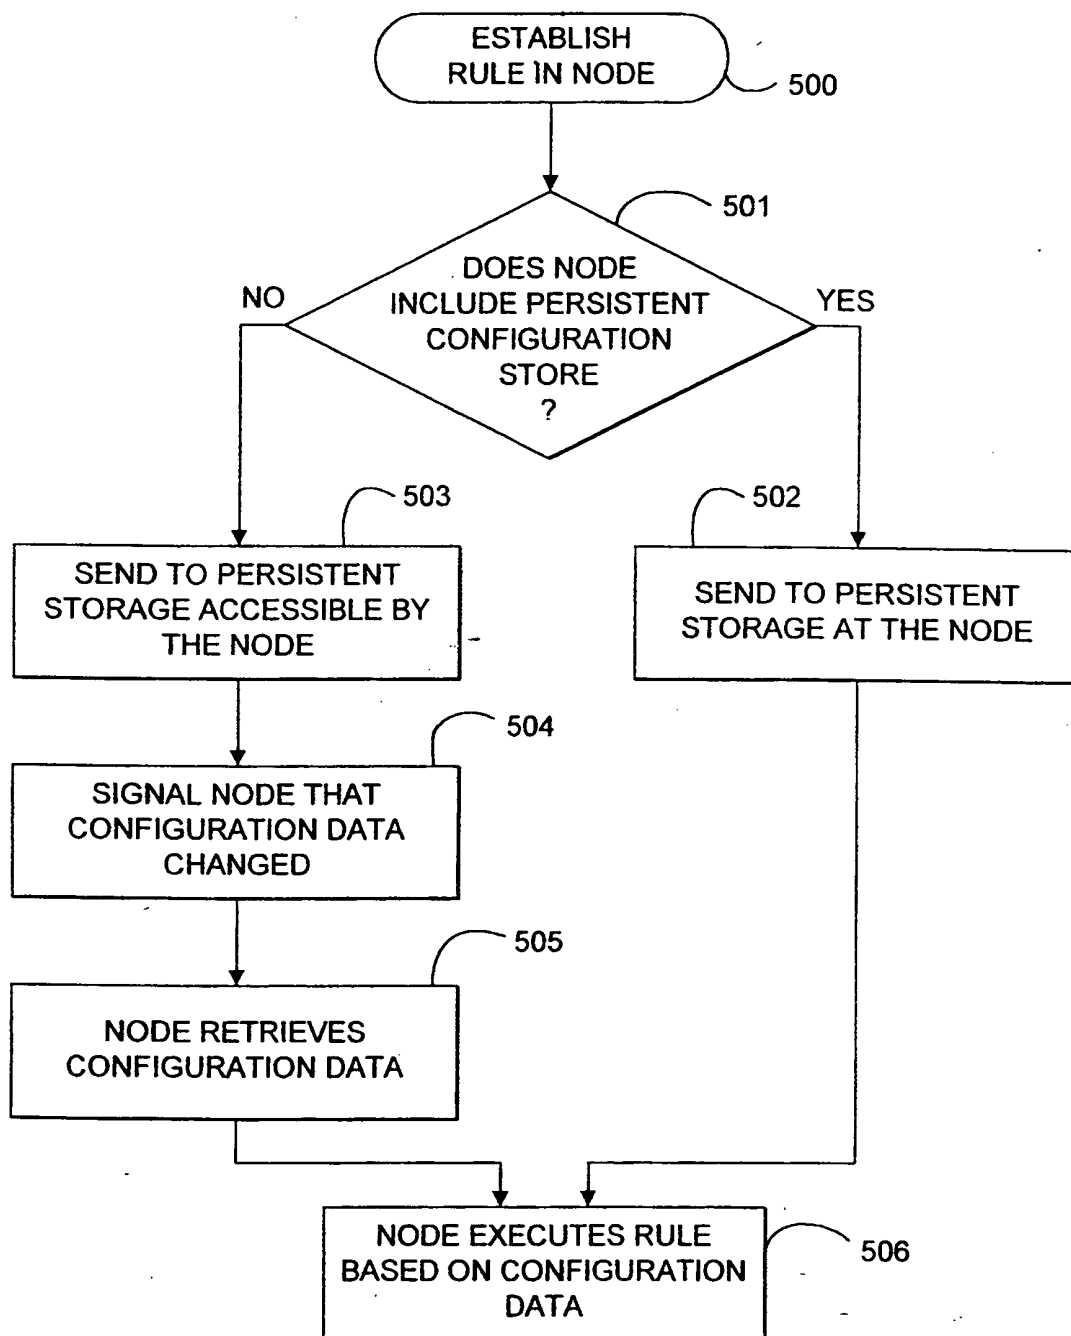 ESTABLISH
RULE IN NODE
500
501
DOES NODE
INCLUDE PERSISTENT
CONFIGURATION
STORE
?
NO
YES
503
502
SEND TO PERSISTENT
STORAGE ACCESSIBLE BY
THE NODE
SEND TO PERSISTENT
STORAGE AT THE NODE
504
SIGNAL NODE THAT
CONFIGURATION DATA
CHANGED
505
NODE RETRIEVES
CONFIGURATION DATA
NODE EXECUTES RULE
BASED ON CONFIGURATION
DATA
506